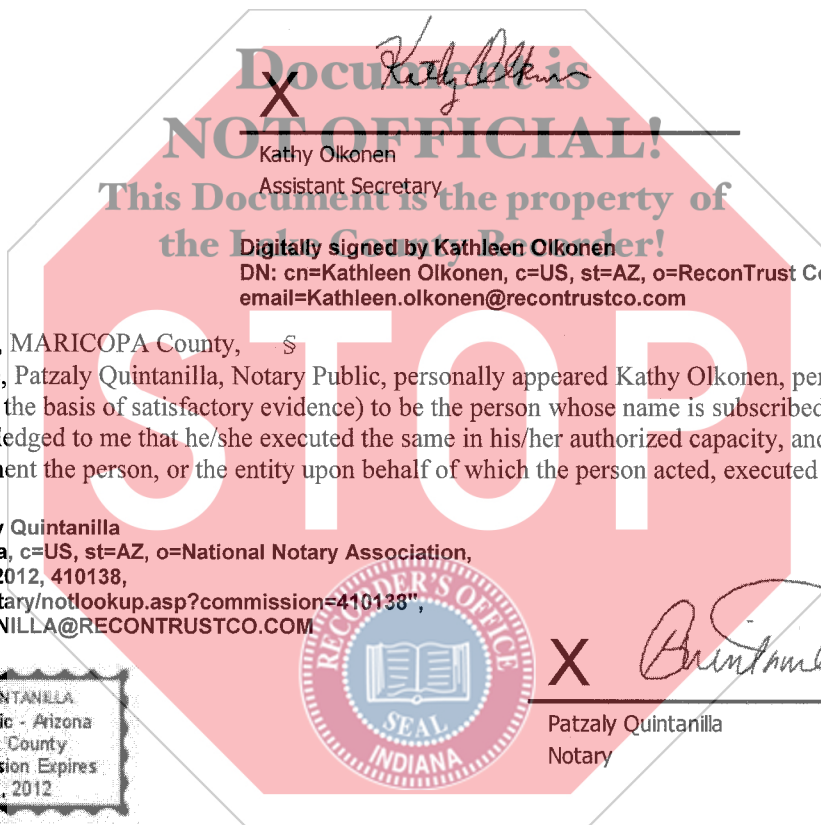 Document is
Kathy Olkonen
X
NOT OFFICIAL!
Kathy Olkonen
Assistant Secretary
This Document is the property of
the Lake County Recorder!
Digitally signed by Kathleen Olkonen
DN: cn=Kathleen Olkonen, c=US, st=AZ, o=ReconTrust Co
email=Kathleen.olkonen@recontrustco.com
STOP
, MARICOPA County, §
, Patzaly Quintanilla, Notary Public, personally appeared Kathy Olkonen, per
the basis of satisfactory evidence) to be the person whose name is subscribed
ledged to me that he/she executed the same in his/her authorized capacity, and
nent the person, or the entity upon behalf of which the person acted, executed
y Quintanilla
a, c=US, st=AZ, o=National Notary Association,
2012, 410138,
tary/notlookup.asp?commission=410138",
NILLA@RECONTRUSTCO.COM
RECORDER'S OFFICE
SEAL
INDIANA
X
Patzaly Quintanilla
Notary
NTANILLA
ic - Arizona
County
sion Expires
, 2012